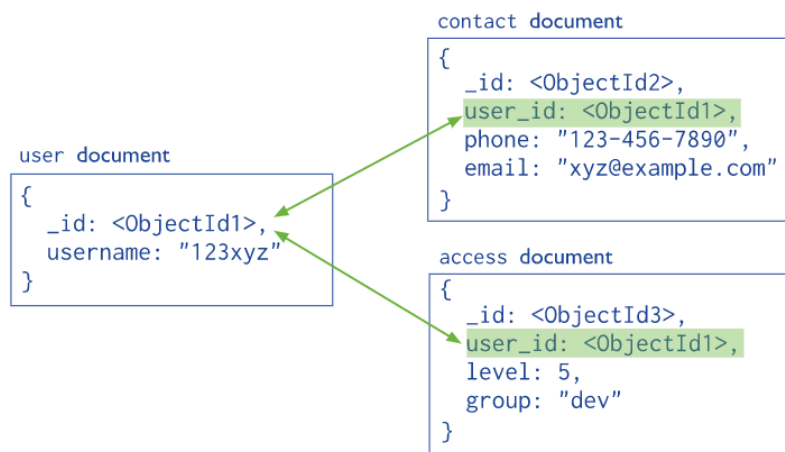 user document
{
_id: <ObjectId1>,
username: "123xyz"
}
contact document
{
_id: <ObjectId2>,
user_id: <ObjectId1>,
phone: "123-456-7890",
email: "xyz@example.com"
}
access document
{
_id: <ObjectId3>,
user_id: <ObjectId1>,
level: 5,
group: "dev"
}